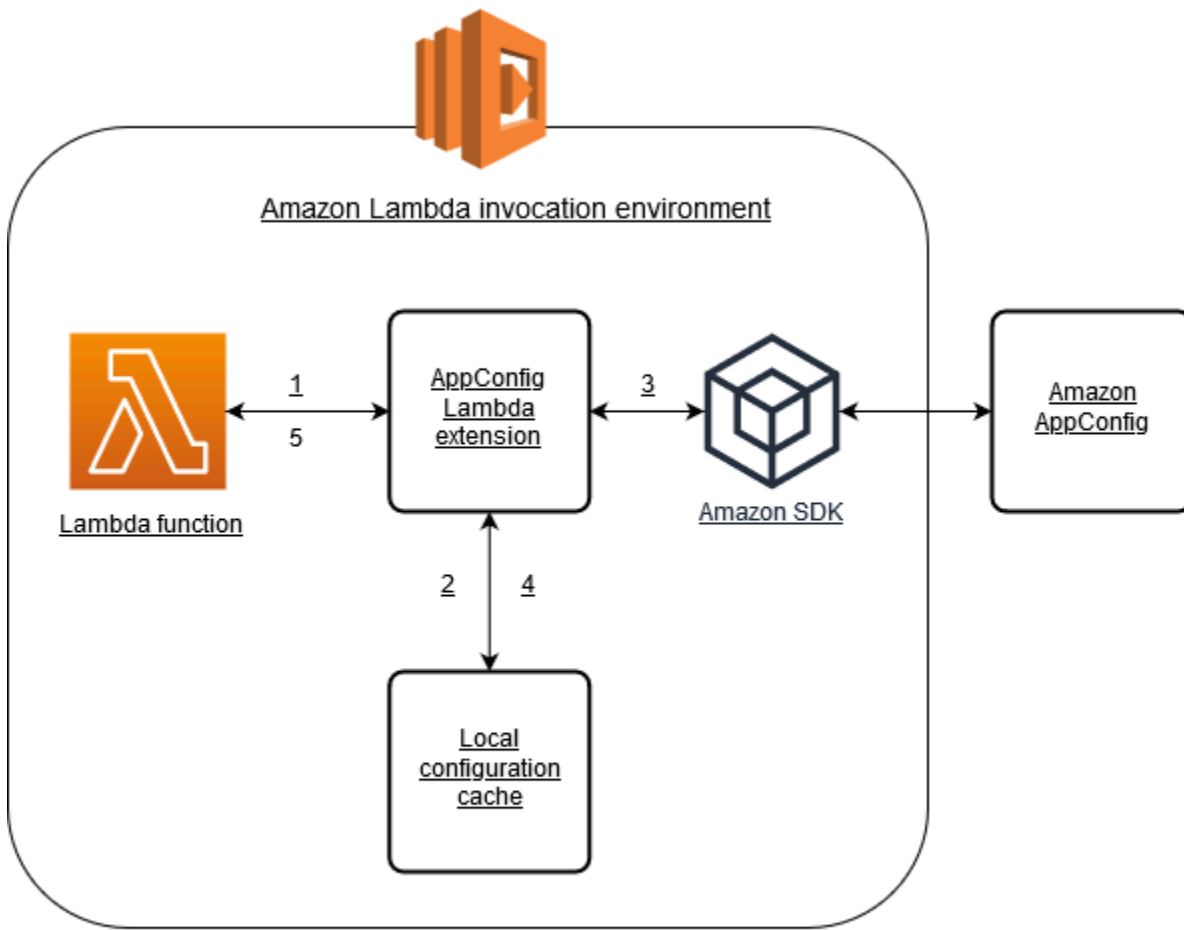 Amazon Lambda invocation environment
1
5
Lambda function
AppConfig
Lambda
extension
3
Amazon SDK
Amazon
AppConfig
2
4
Local
configuration
cache